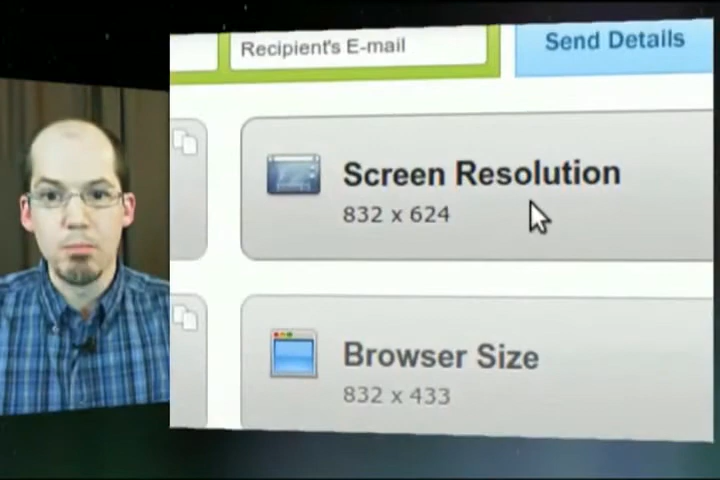 Recipient's E-mail
Send Details
Screen Resolution
832 x 624
Browser Size
832 x 433